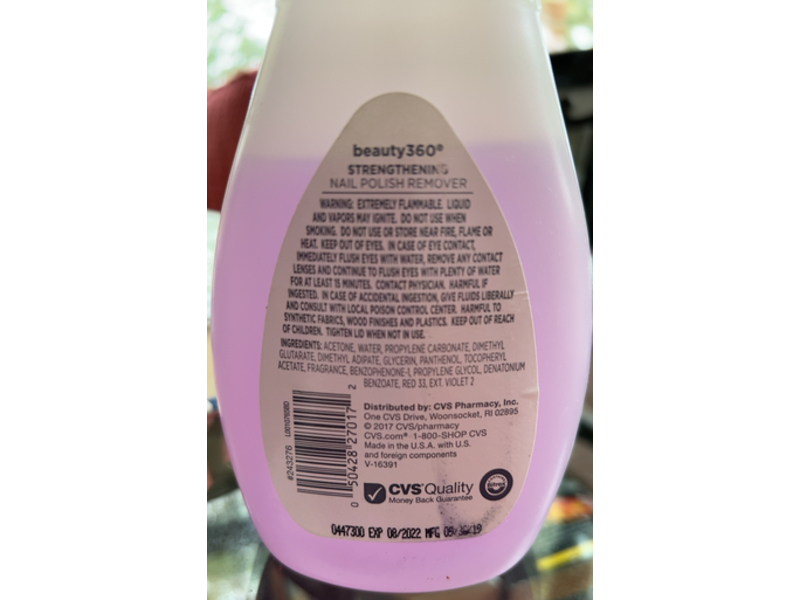 beauty360®
STRENGTHENING
NAIL POLISH REMOVER
WARNING: EXTREMELY FLAMMABLE. LIQUID
AND VAPORS MAY IGNITE. DO NOT USE WHEN
SMOKING. DO NOT USE OR STORE NEAR FIRE, FLAME OR
HEAT. KEEP OUT OF EYES. IN CASE OF EYE CONTACT,
IMMEDIATELY FLUSH EYES WITH WATER, REMOVE ANY CONTACT
LENSES AND CONTINUE TO FLUSH EYES WITH PLENTY OF WATER
FOR AT LEAST 15 MINUTES. CONTACT PHYSICIAN. HARMFUL IF
INGESTED. IN CASE OF ACCIDENTAL INGESTION, GIVE FLUIDS LIBERALLY
AND CONSULT WITH LOCAL POISON CONTROL CENTER. HARMFUL TO
SYNTHETIC FABRICS, WOOD FINISHES AND PLASTICS. KEEP OUT OF REACH
OF CHILDREN. TIGHTEN LID WHEN NOT IN USE.
INGREDIENTS: ACETONE, WATER, PROPYLENE CARBONATE, DIMETHYL
GLUTARATE, DIMETHYL ADIPATE, GLYCERIN, PANTHENOL, TOCOPHERYL
ACETATE, FRAGRANCE, BENZOPHENONE-1, PROPYLENE GLYCOL, DENATONIUM
BENZOATE, RED 33, EXT. VIOLET 2
#243276
0 50428 27017 2
Distributed by: CVS Pharmacy, Inc.
One CVS Drive, Woonsocket, RI 02895
© 2017 CVS/pharmacy
CVS.com® 1-800-SHOP CVS
Made in the U.S.A. with U.S.
and foreign components
V-16391
CVS Quality
Money Back Guarantee
0447300 EXP 08/2022 MFG